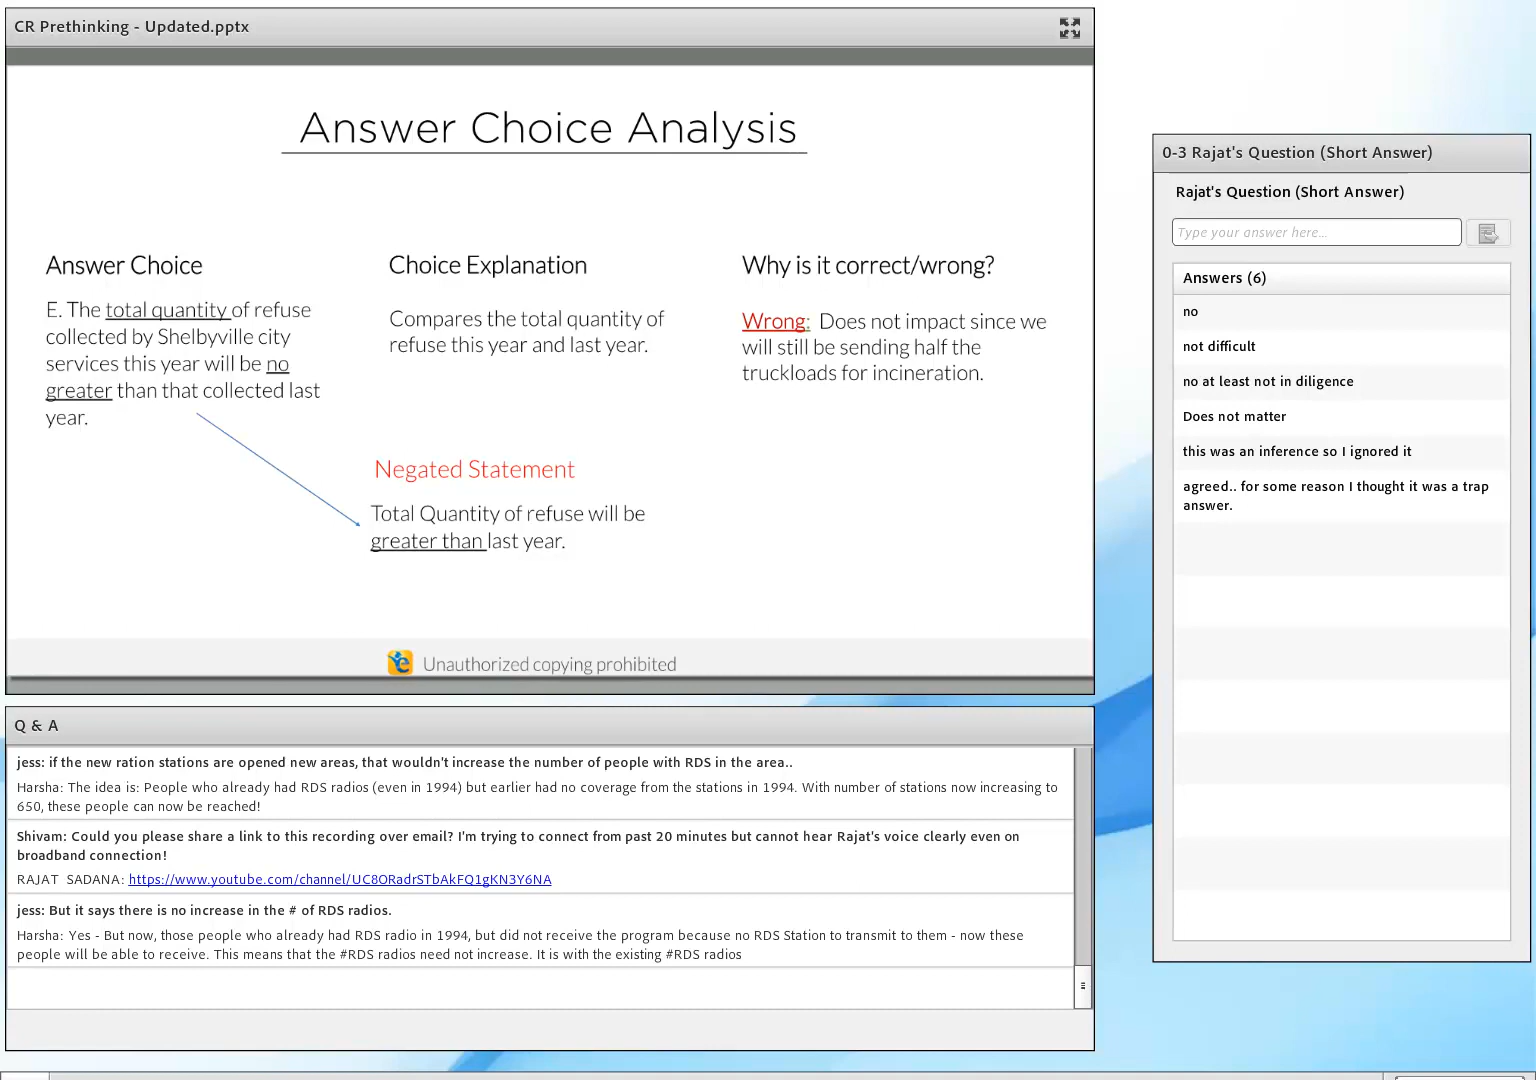 CR Prethinking - Updated.pptx
Answer Choice Analysis
Answer Choice
E. The total quantity of refuse
collected by Shelbyville city
services this year will be no
greater than that collected last
year.
Choice Explanation
Compares the total quantity of
refuse this year and last year.
Why is it correct/wrong?
Wrong: Does not impact since we
will still be sending half the
truckloads for incineration.
Negated Statement
Total Quantity of refuse will be
greater than last year.
Unauthorized copying prohibited
Q & A
jess: if the new ration stations are opened new areas, that wouldn't increase the number of people with RDS in the area..
Harsha: The idea is: People who already had RDS radios (even in 1994) but earlier had no coverage from the stations in 1994. With number of stations now increasing to
650, these people can now be reached!
Shivam: Could you please share a link to this recording over email? I'm trying to connect from past 20 minutes but cannot hear Rajat's voice clearly even on
broadband connection!
RAJAT SADANA: https://www.youtube.com/channel/UC8ORadrSTbAkFQ1gKN3Y6NA
jess: But it says there is no increase in the # of RDS radios.
Harsha: Yes - But now, those people who already had RDS radio in 1994, but did not receive the program because no RDS Station to transmit to them - now these
people will be able to receive. This means that the #RDS radios need not increase. It is with the existing #RDS radios
0-3 Rajat's Question (Short Answer)
Rajat's Question (Short Answer)
Type your answer here...
Answers (6)
no
not difficult
no at least not in diligence
Does not matter
this was an inference so I ignored it
agreed.. for some reason I thought it was a trap
answer.